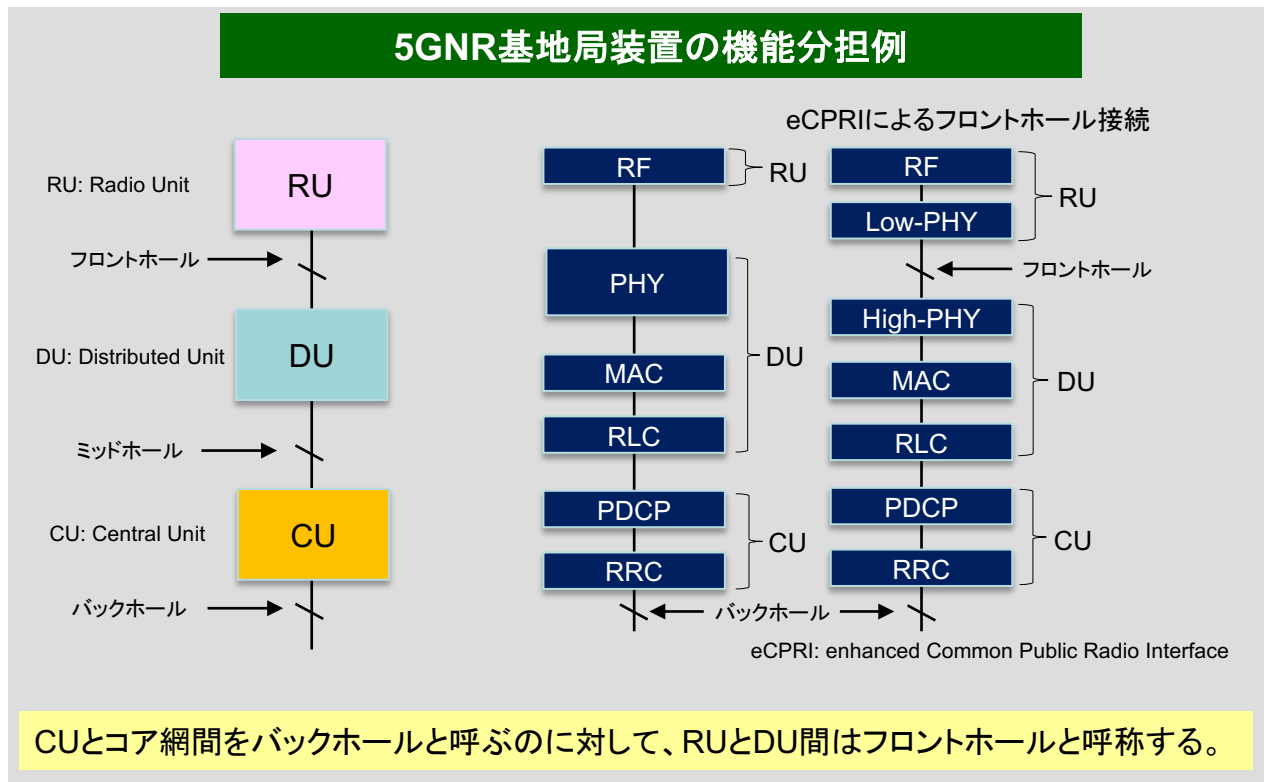 5GNR基地局装置の機能分担例
RU: Radio Unit
RU
フロントホール
DU: Distributed Unit
DU
ミッドホール
CU: Central Unit
CU
バックホール
RF
RU
PHY
MAC
RLC
DU
PDCP
RRC
CU
eCPRIによるフロントホール接続
RF
Low-PHY
RU
フロントホール
High-PHY
MAC
RLC
DU
PDCP
RRC
CU
バックホール
eCPRI: enhanced Common Public Radio Interface
CUとコア網間をバックホールと呼ぶのに対して、RUとDU間はフロントホールと呼称する。